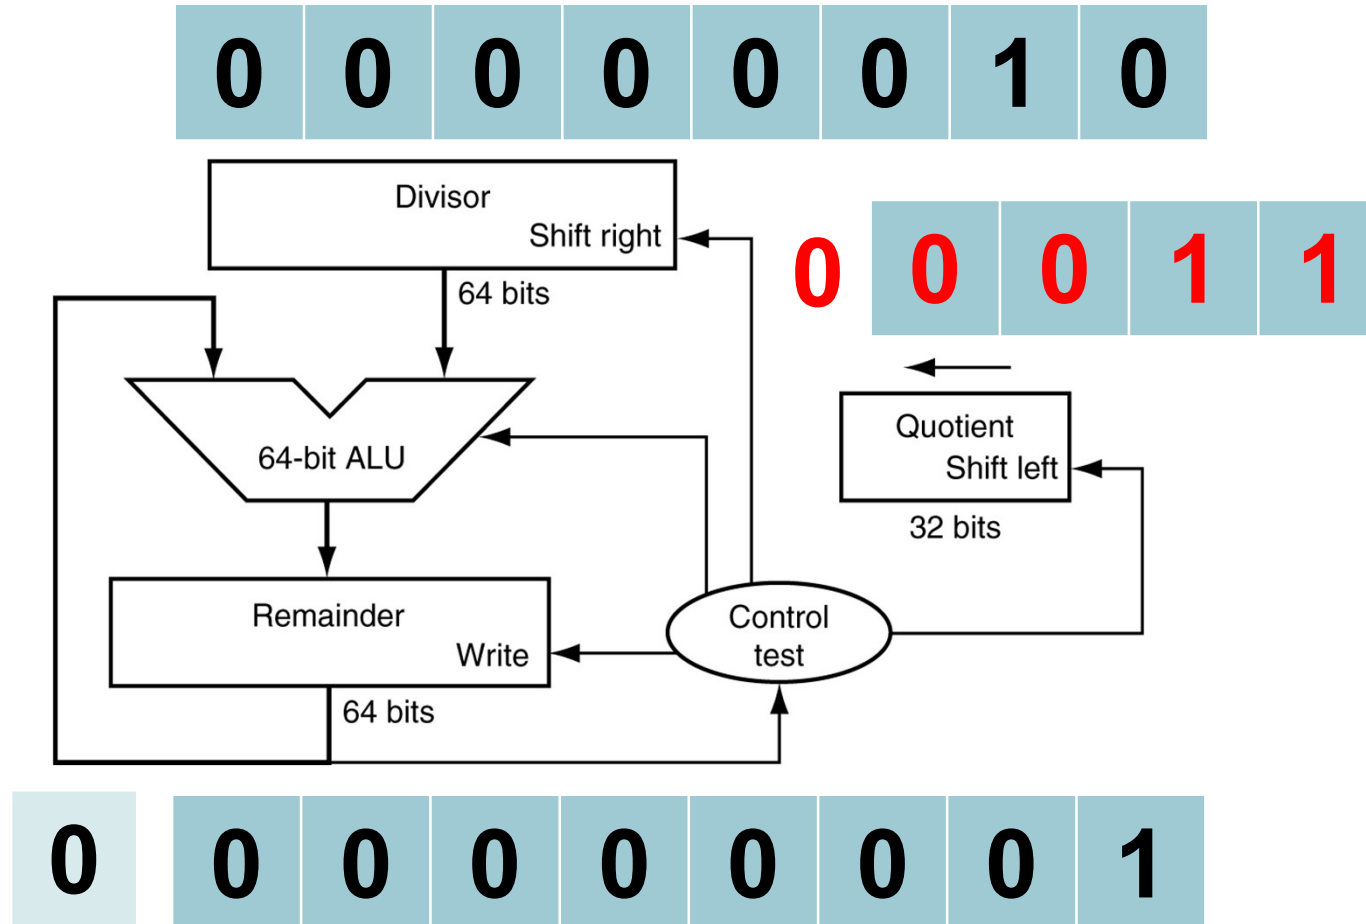 0 0 0 0 0 0 1 0
Divisor
Shift right
0 0 0 1 1
64 bits
Quotient
64-bit ALU
Shift left
32 bits
Remainder
Control
test
Write
64 bits
0 0 0 0 0 0 0 0 1